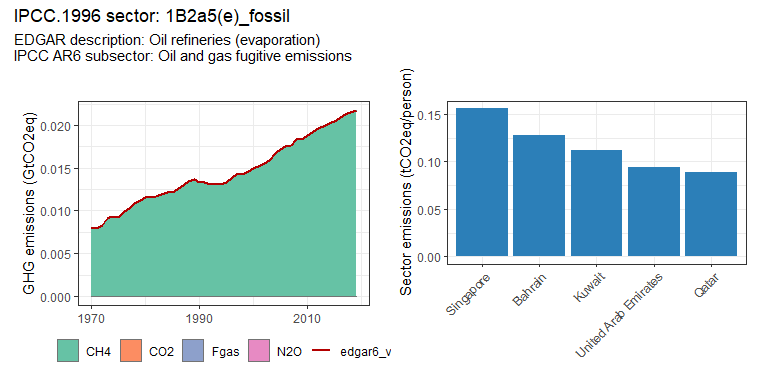 IPCC.1996 sector: 1B2a5(e)_fossil
EDGAR description: Oil refineries (evaporation)
IPCC AR6 subsector: Oil and gas fugitive emissions
GHG emissions (GtCO2eq)
0.020
0.015
0.010
0.005
0.000
1970
1990
2010
CH4
CO2
Fgas
N2O
edgar6_v
Sector emissions (tCO2eq/person)
0.15
0.10
0.05
0.00
Singapore
Bahrain
Kuwait
United Arab Emirates
Qatar